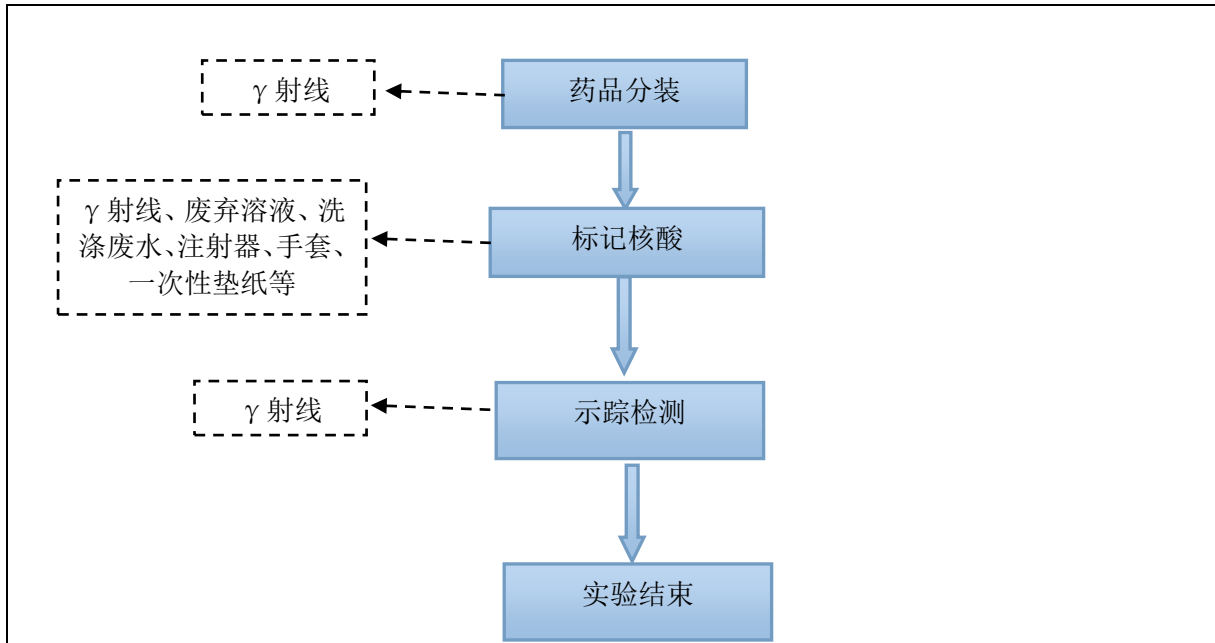 γ射线
药品分装
γ射线、废弃溶液、洗
涤废水、注射器、手套、
一次性垫纸等
标记核酸
γ射线
示踪检测
实验结束